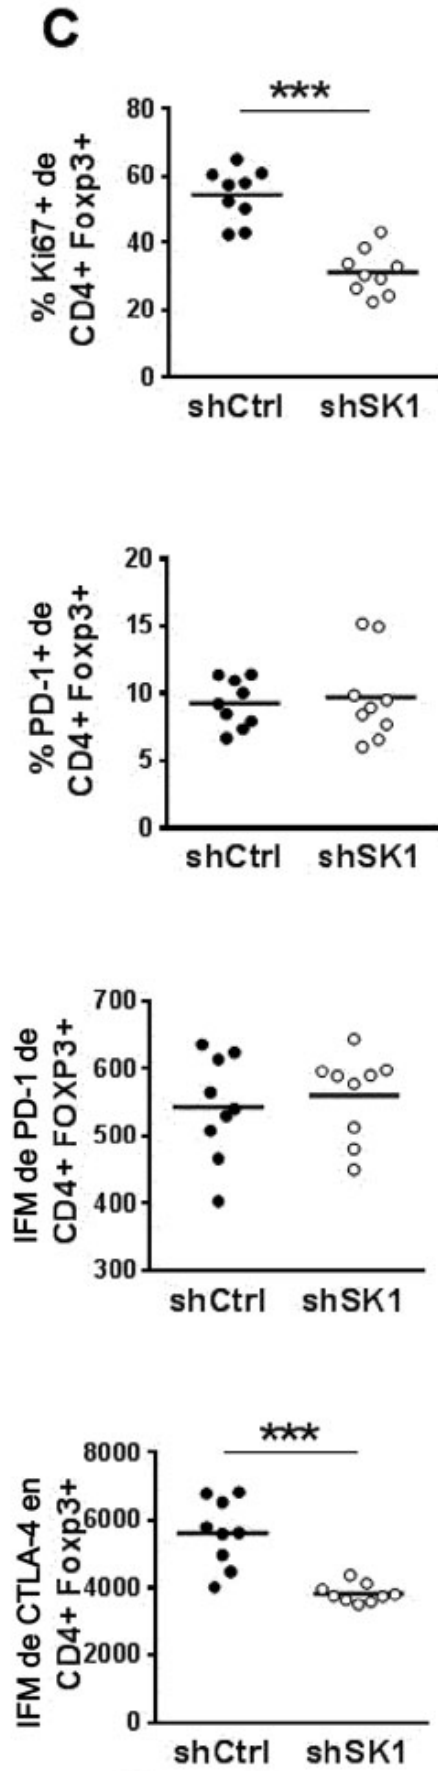 C
***
% Ki67+ de
CD4+ Foxp3+
80
60
40
20
0
shCtrl shSK1
% PD-1+ de
CD4+ Foxp3+
20
15
10
5
0
shCtrl shSK1
IFM de PD-1 de
CD4+ FOXP3+
700
600
500
400
300
shCtrl shSK1
***
IFM de CTLA-4 en
CD4+ Foxp3+
8000
6000
4000
2000
0
shCtrl shSK1